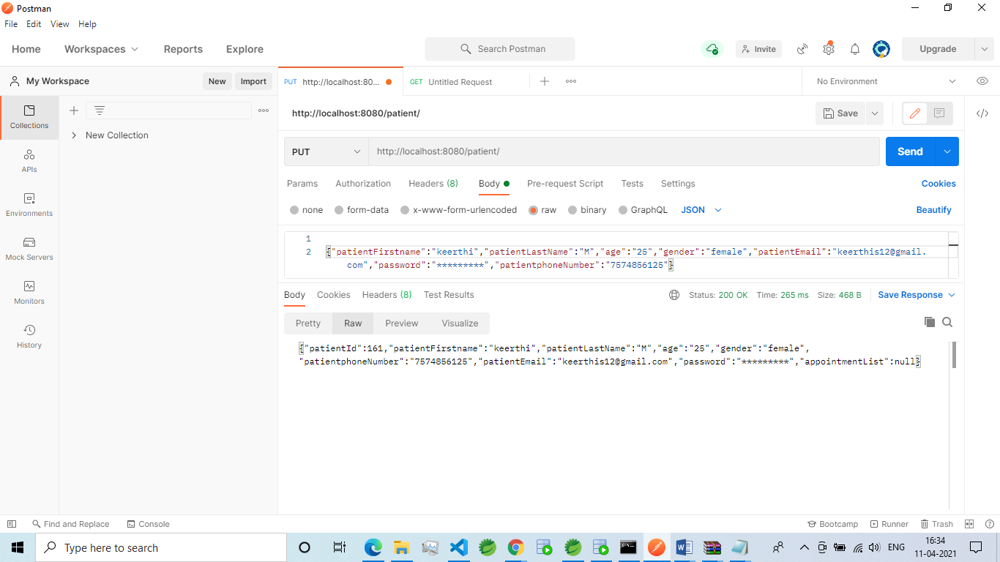 Postman
File Edit View Help
Home Workspaces Reports Explore Search Postman Invite Upgrade
My Workspace New Import PUT http://localhost:80... GET Untitled Request No Environment
Collections
New Collection
APIs
Environments
Mock Servers
Monitors
History
http://localhost:8080/patient/ Save
PUT http://localhost:8080/patient/ Send
Params Authorization Headers (8) Body Pre-request Script Tests Settings Cookies
none form-data x-www-form-urlencoded raw binary GraphQL JSON Beautify
1
2 {"patientFirstname":"keerthi","patientLastName":"M","age":"25","gender":"female","patientEmail":"keerthis12@gmail.
com","password":"*********","patientphoneNumber":"7574856125"}
Body Cookies Headers (8) Test Results Status: 200 OK Time: 265 ms Size: 468 B Save Response
Pretty Raw Preview Visualize
{"patientId":161,"patientFirstname":"keerthi","patientLastName":"M","age":"25","gender":"female",
"patientphoneNumber":"7574856125","patientEmail":"keerthis12@gmail.com","password":"*********","appointmentList":null}
Find and Replace Console Bootcamp Runner Trash
Type here to search ENG 16:34
11-04-2021